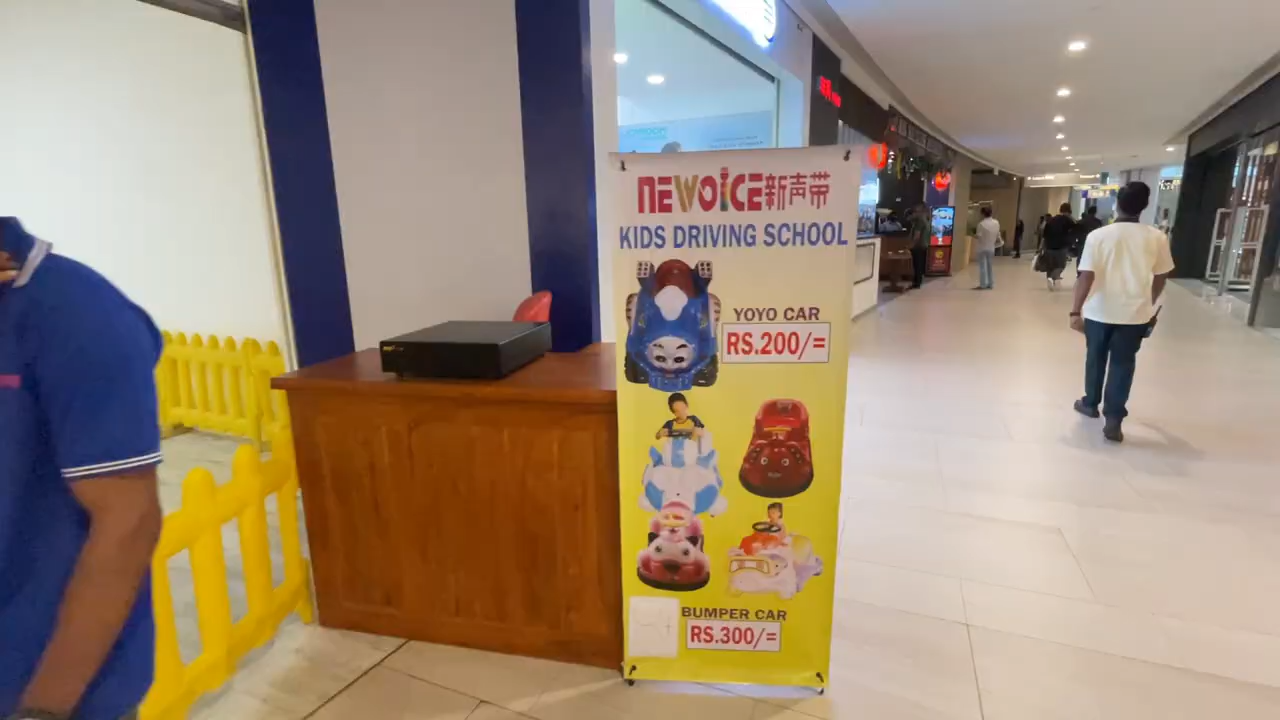 NEWOICE新声带
KIDS DRIVING SCHOOL
YOYO CAR
RS.200/=
BUMPER CAR
RS.300/=